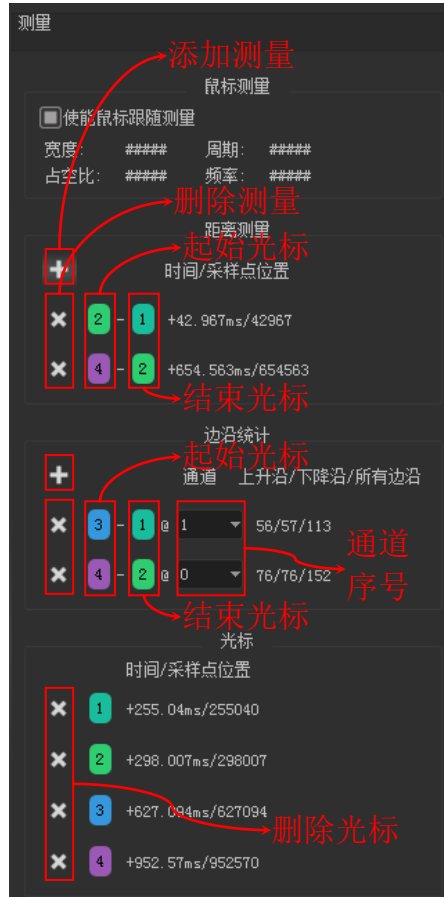 测量
添加测量
鼠标测量
使能鼠标跟随测量
宽度: ##### 周期: #####
占空比: ##### 频率: #####
删除测量
距离测量
起始光标
+ 时间/采样点位置
2 - 1 +42.967ms/42967
4 - 2 +654.563ms/654563
结束光标
边沿统计
起始光标
+ 通道 上升沿/下降沿/所有边沿
3 - 1 @ 1 56/57/113
通道
4 - 2 @ 0 76/76/152
序号
结束光标
光标
时间/采样点位置
1 +255.04ms/255040
2 +298.007ms/298007
3 +627.094ms/627094
删除光标
4 +952.57ms/952570